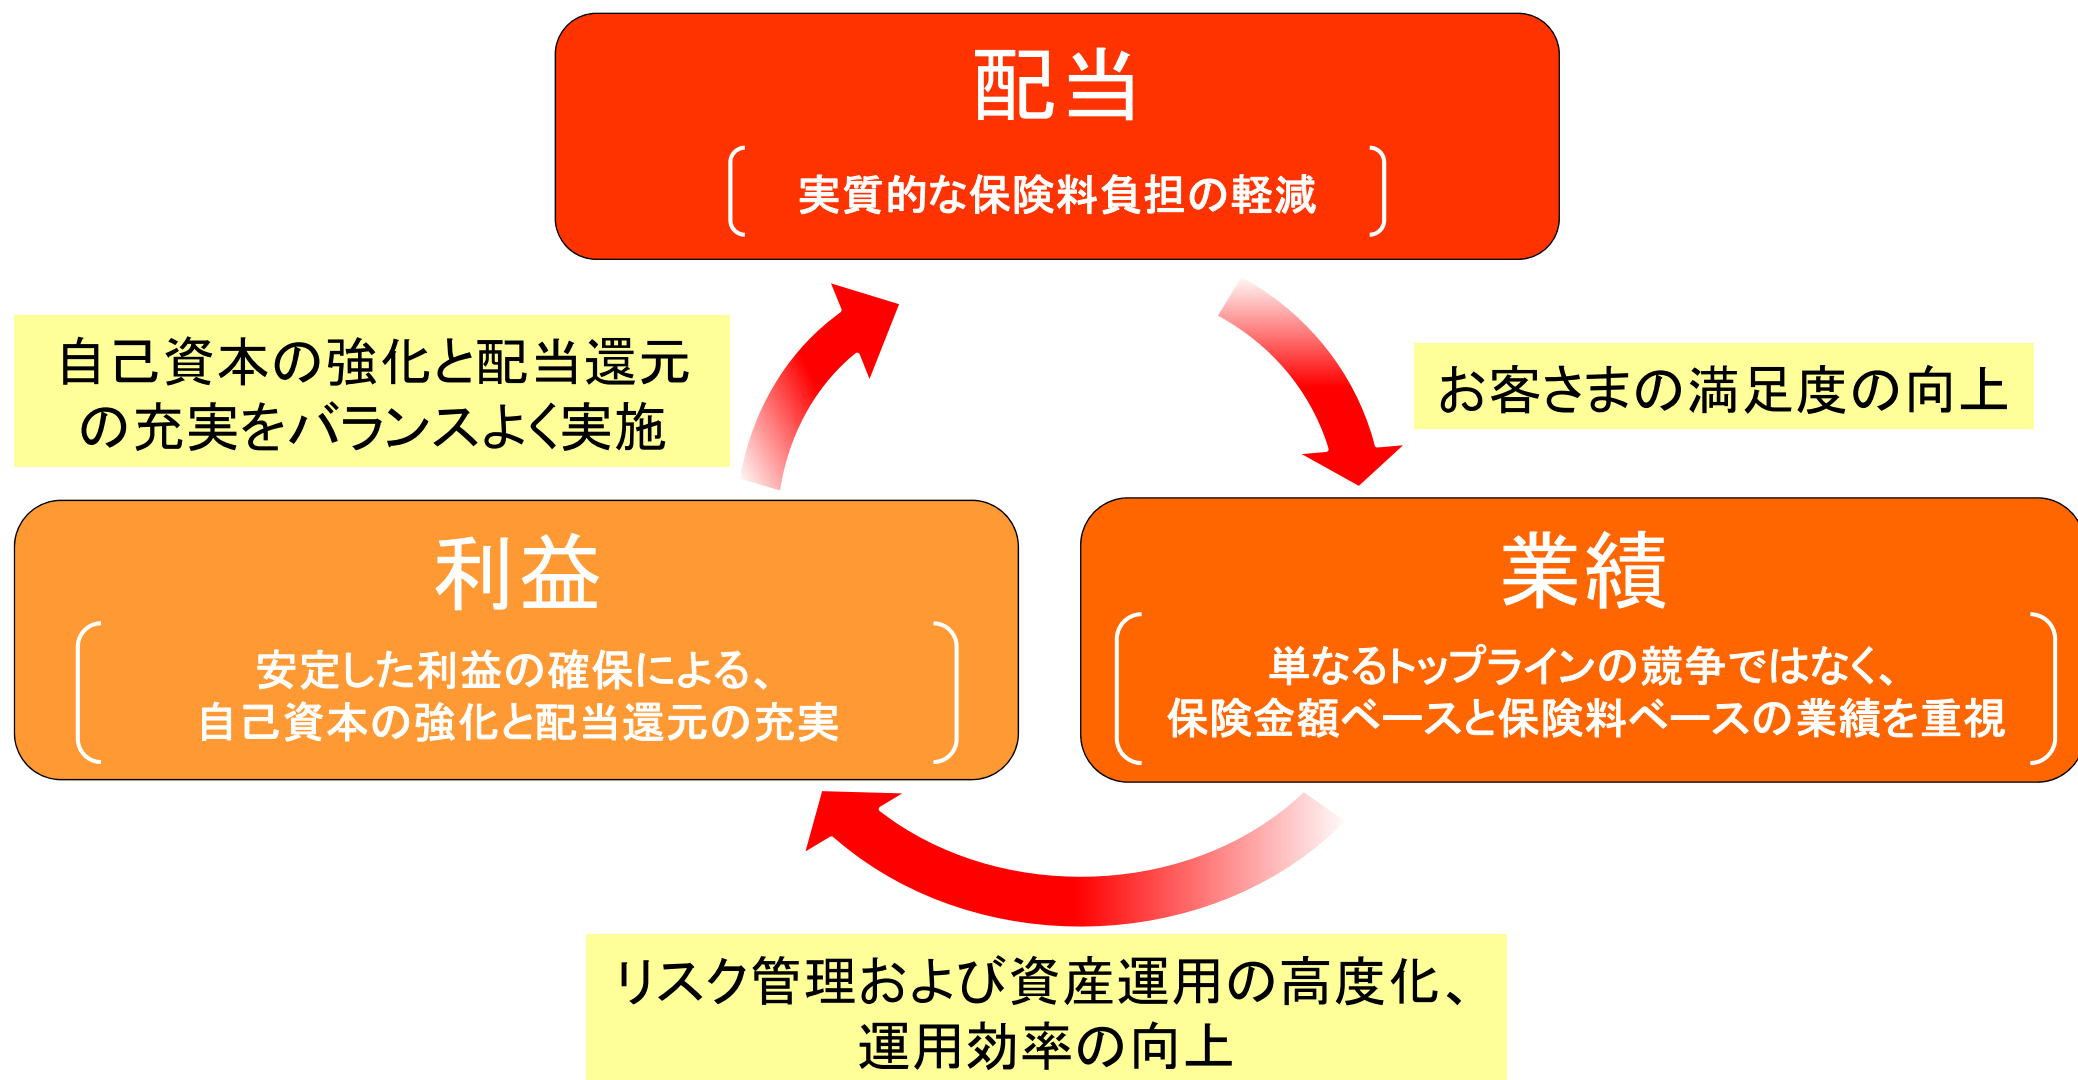 配当
実質的な保険料負担の軽減
自己資本の強化と配当還元
の充実をバランスよく実施
お客さまの満足度の向上
利益
安定した利益の確保による、
自己資本の強化と配当還元の充実
業績
単なるトップラインの競争ではなく、
保険金額ベースと保険料ベースの業績を重視
リスク管理および資産運用の高度化、
運用効率の向上